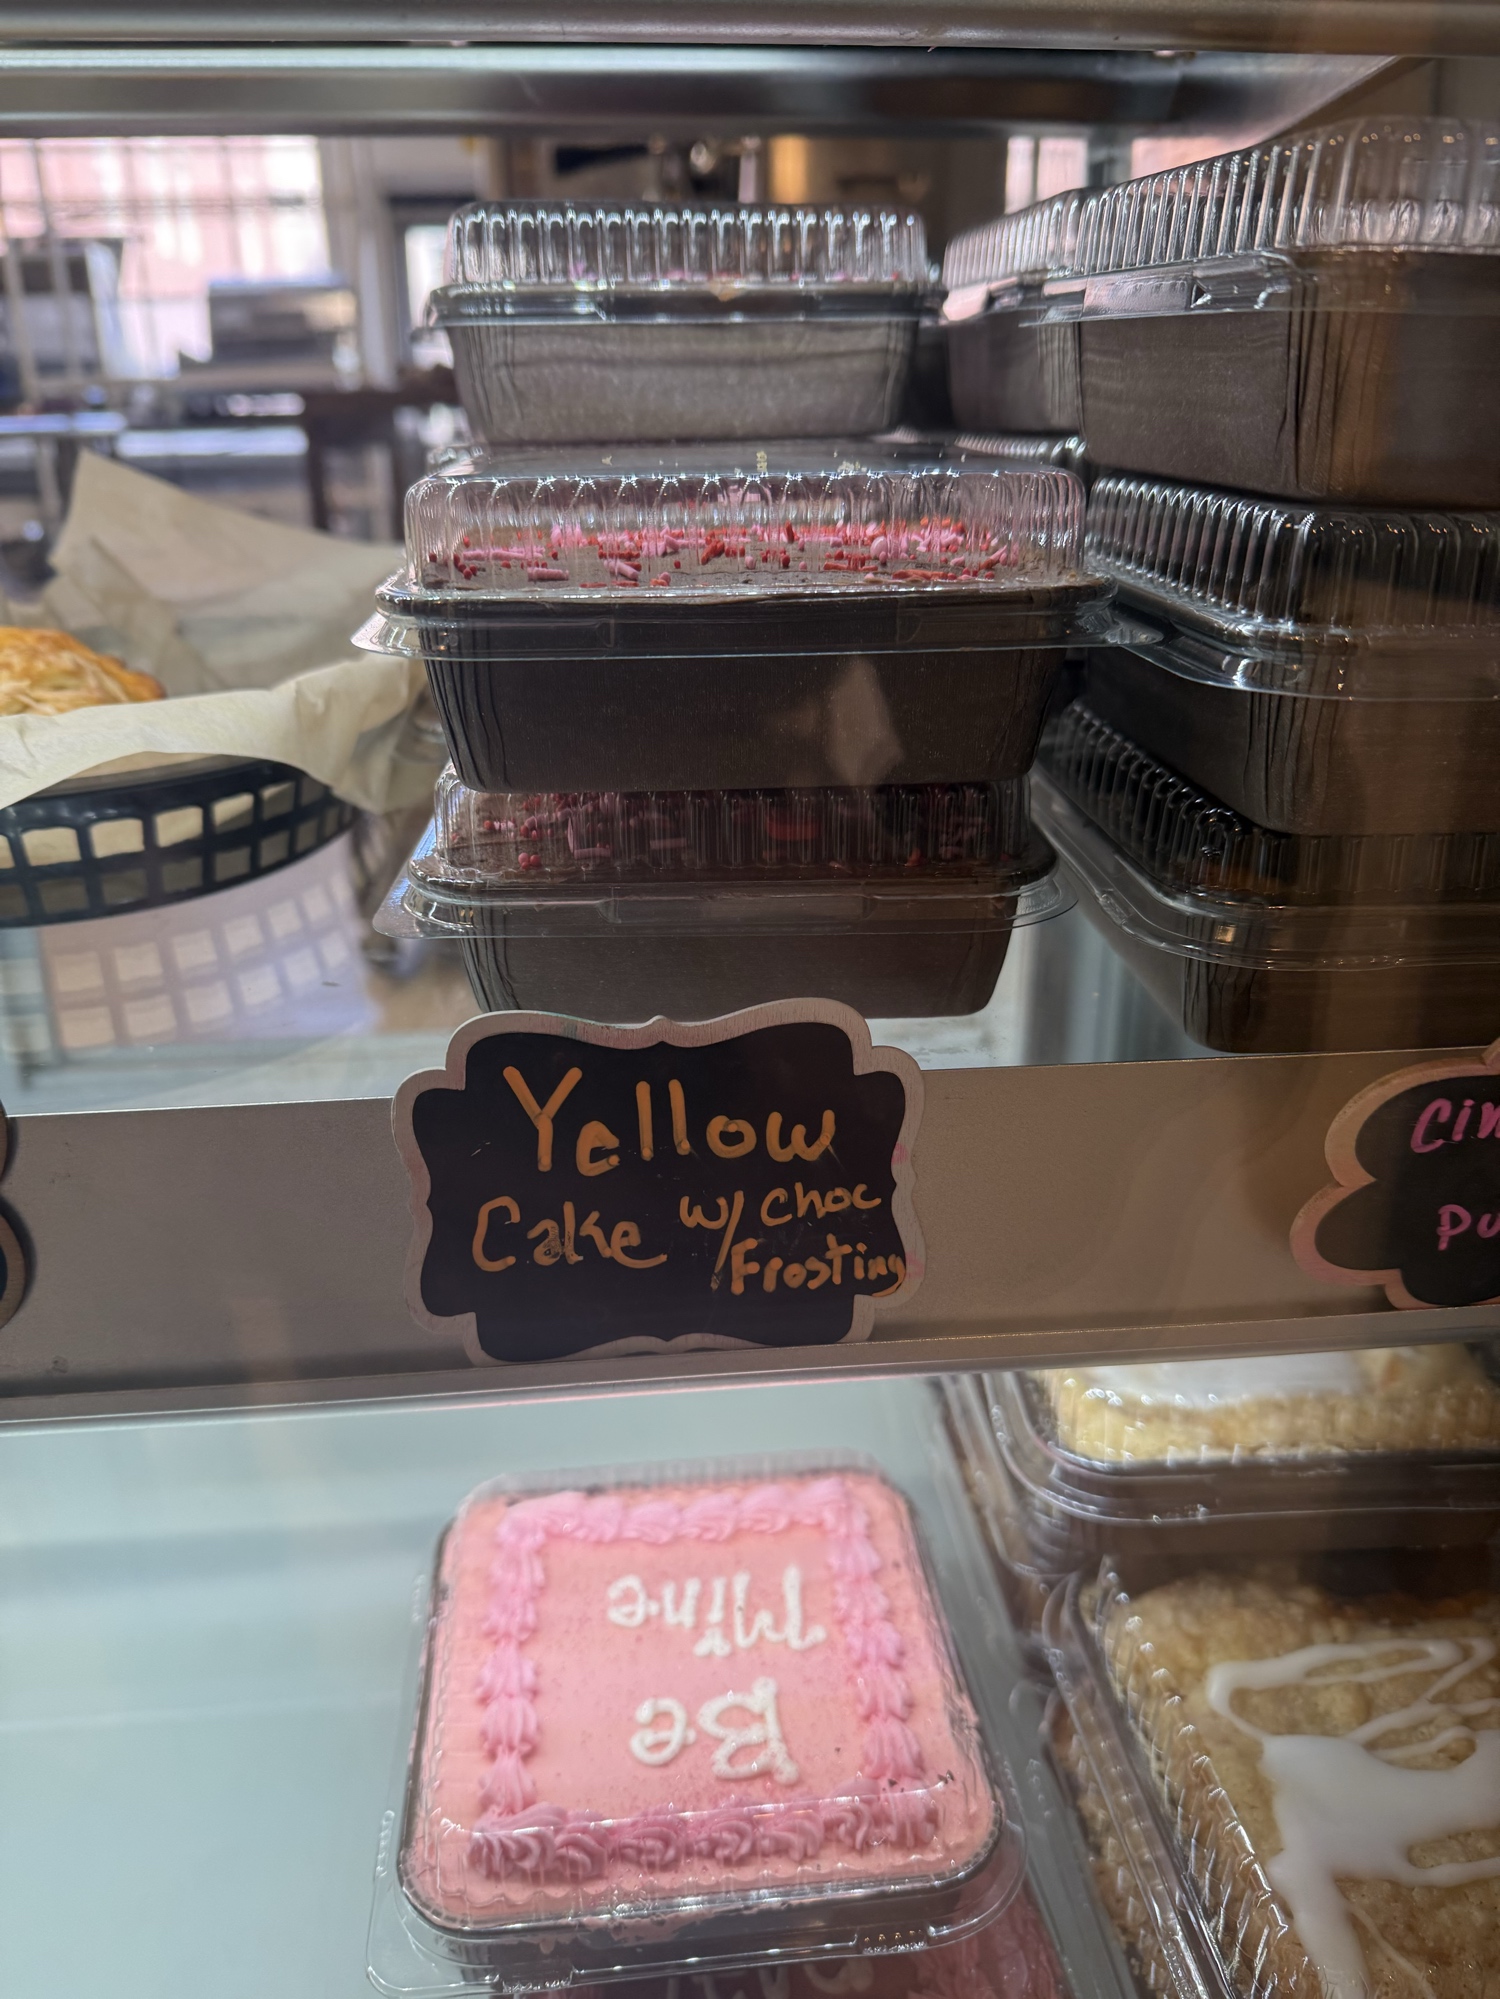 Yellow
Cake w/ choc
Frosting
Be
Mine